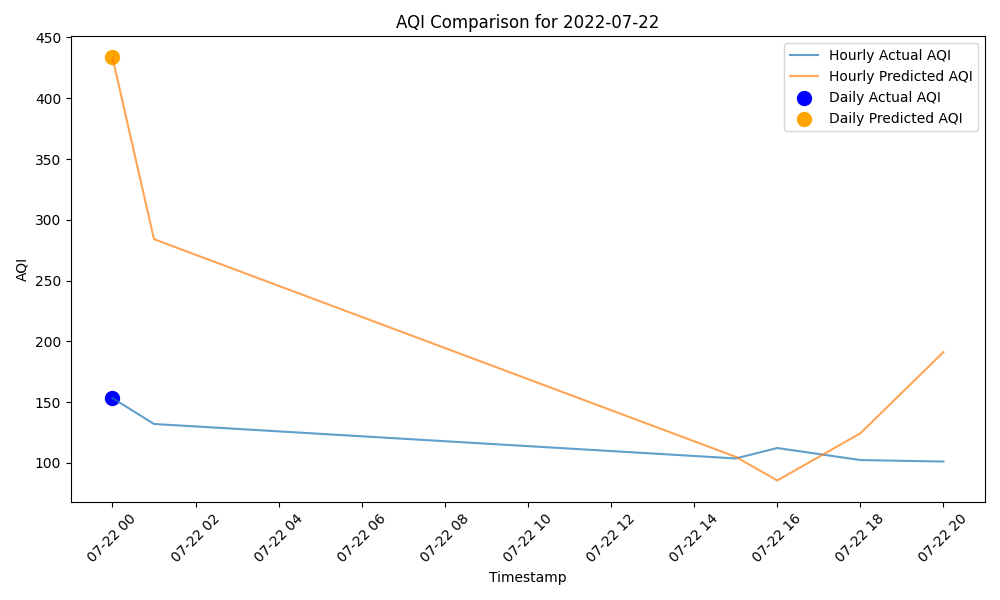 AQI Comparison for 2022-07-22
Hourly Actual AQI
Hourly Predicted AQI
Daily Actual AQI
Daily Predicted AQI
AQI
450
400
350
300
250
200
150
100
07-22 00
07-22 02
07-22 04
07-22 06
07-22 08
07-22 10
07-22 12
07-22 14
07-22 16
07-22 18
07-22 20
Timestamp